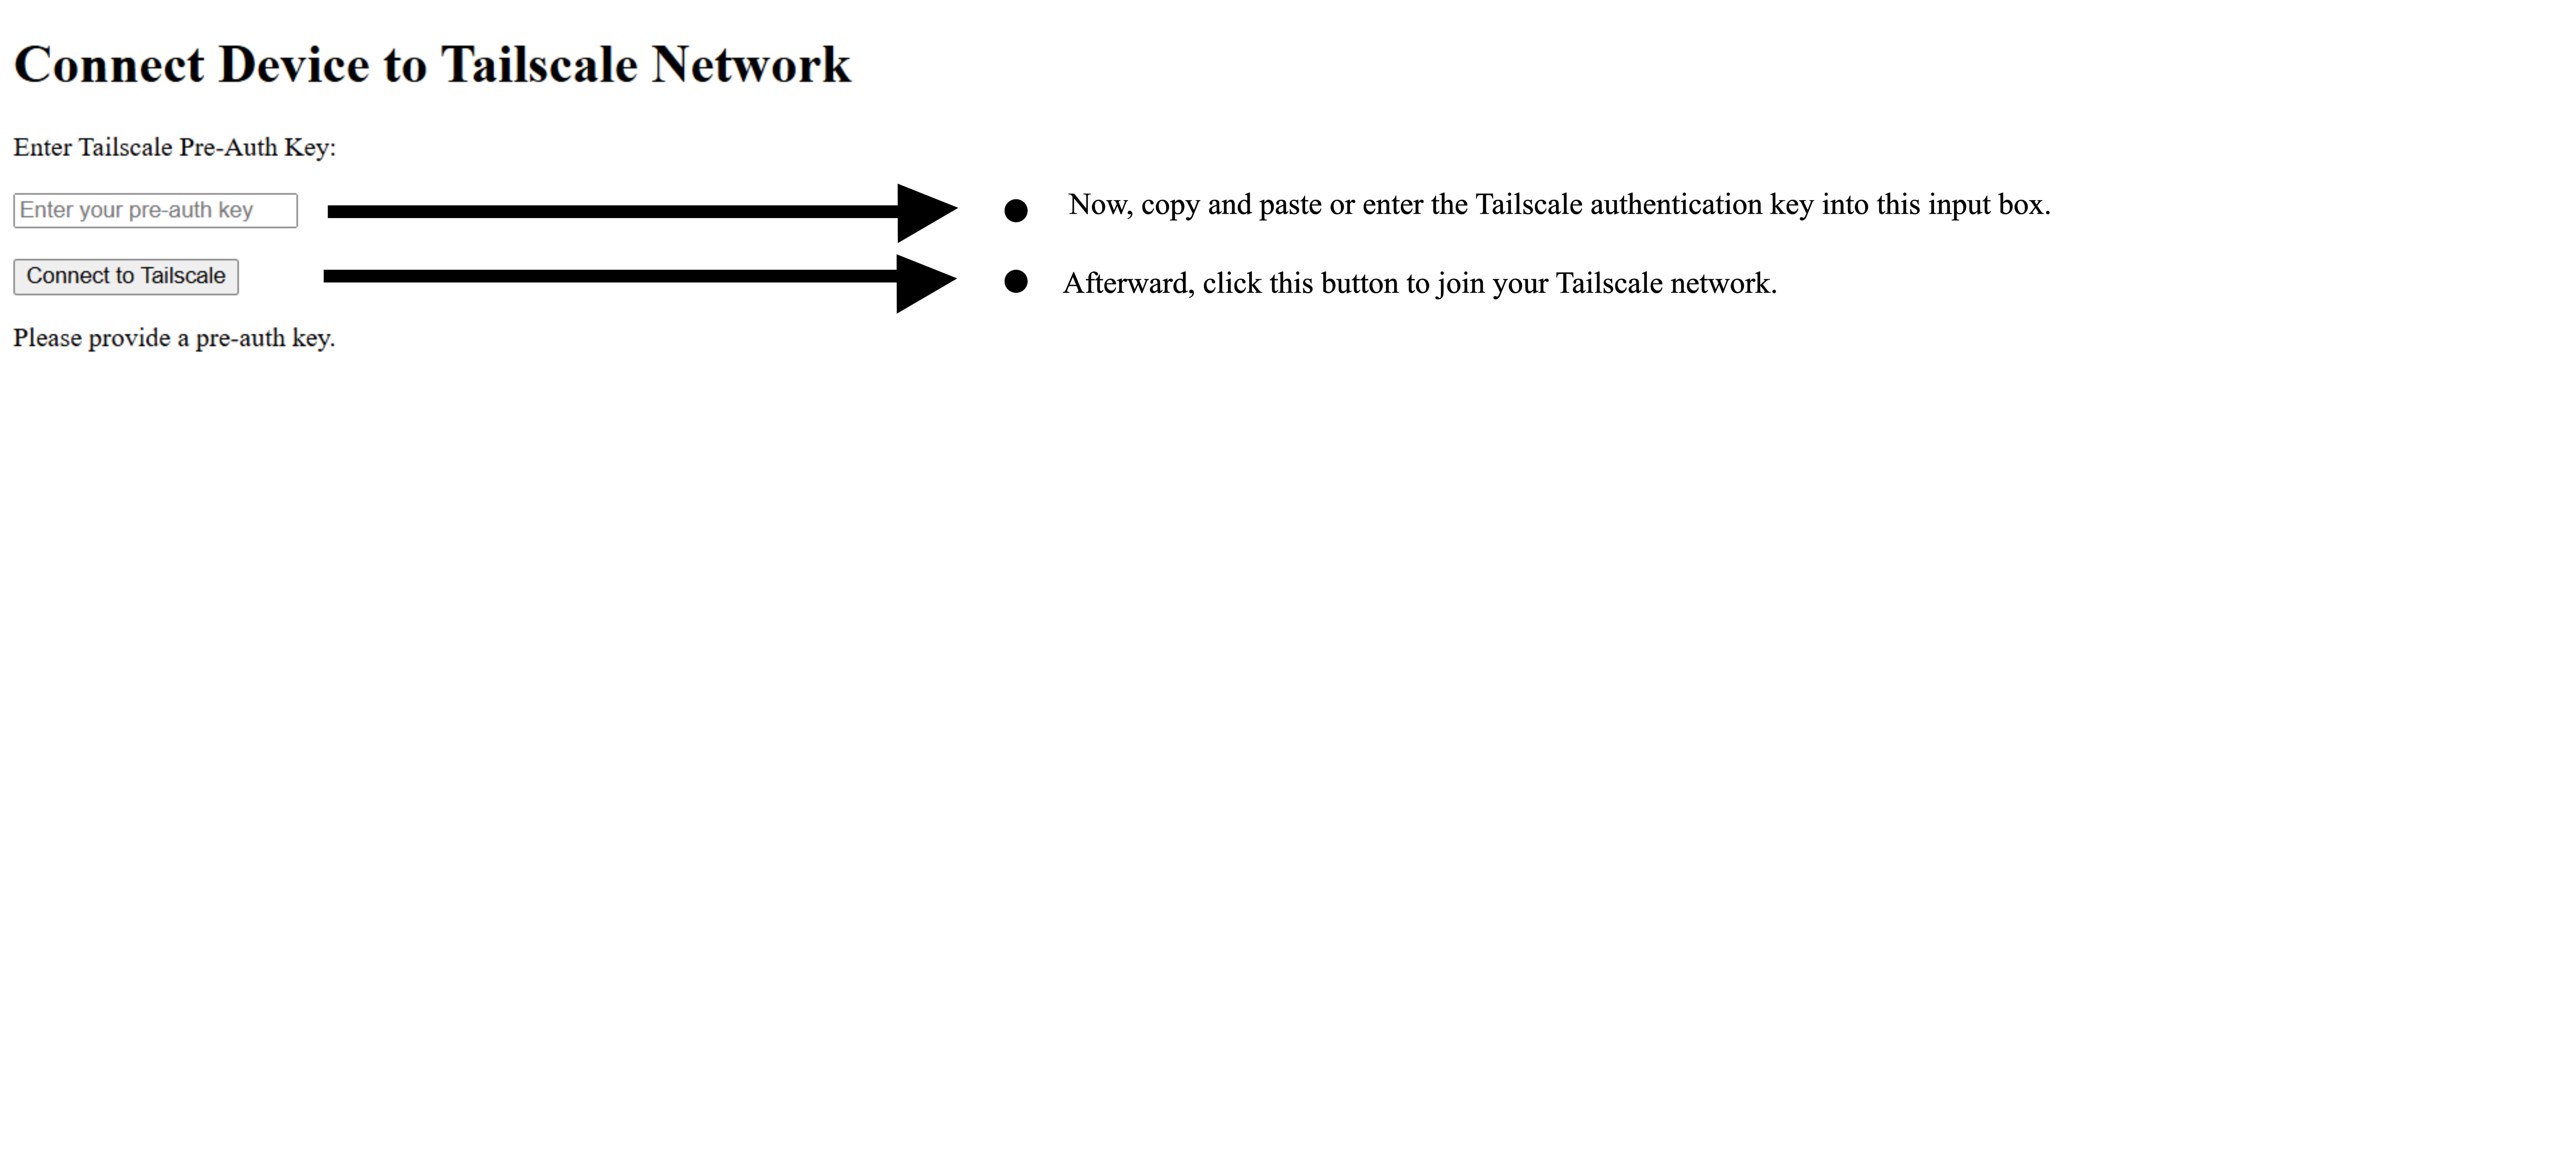 Connect Device to Tailscale Network
Enter Tailscale Pre-Auth Key:
Enter your pre-auth key
● Now, copy and paste or enter the Tailscale authentication key into this input box.
Connect to Tailscale
● Afterward, click this button to join your Tailscale network.
Please provide a pre-auth key.